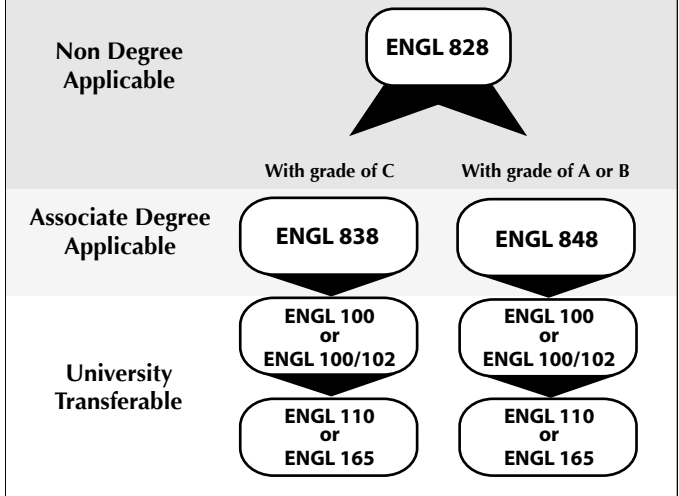 Non Degree
Applicable
ENGL 828
With grade of C
With grade of A or B
Associate Degree
Applicable
ENGL 838
ENGL 848
University
Transferable
ENGL 100
or
ENGL 100/102
ENGL 100
or
ENGL 100/102
ENGL 110
or
ENGL 165
ENGL 110
or
ENGL 165